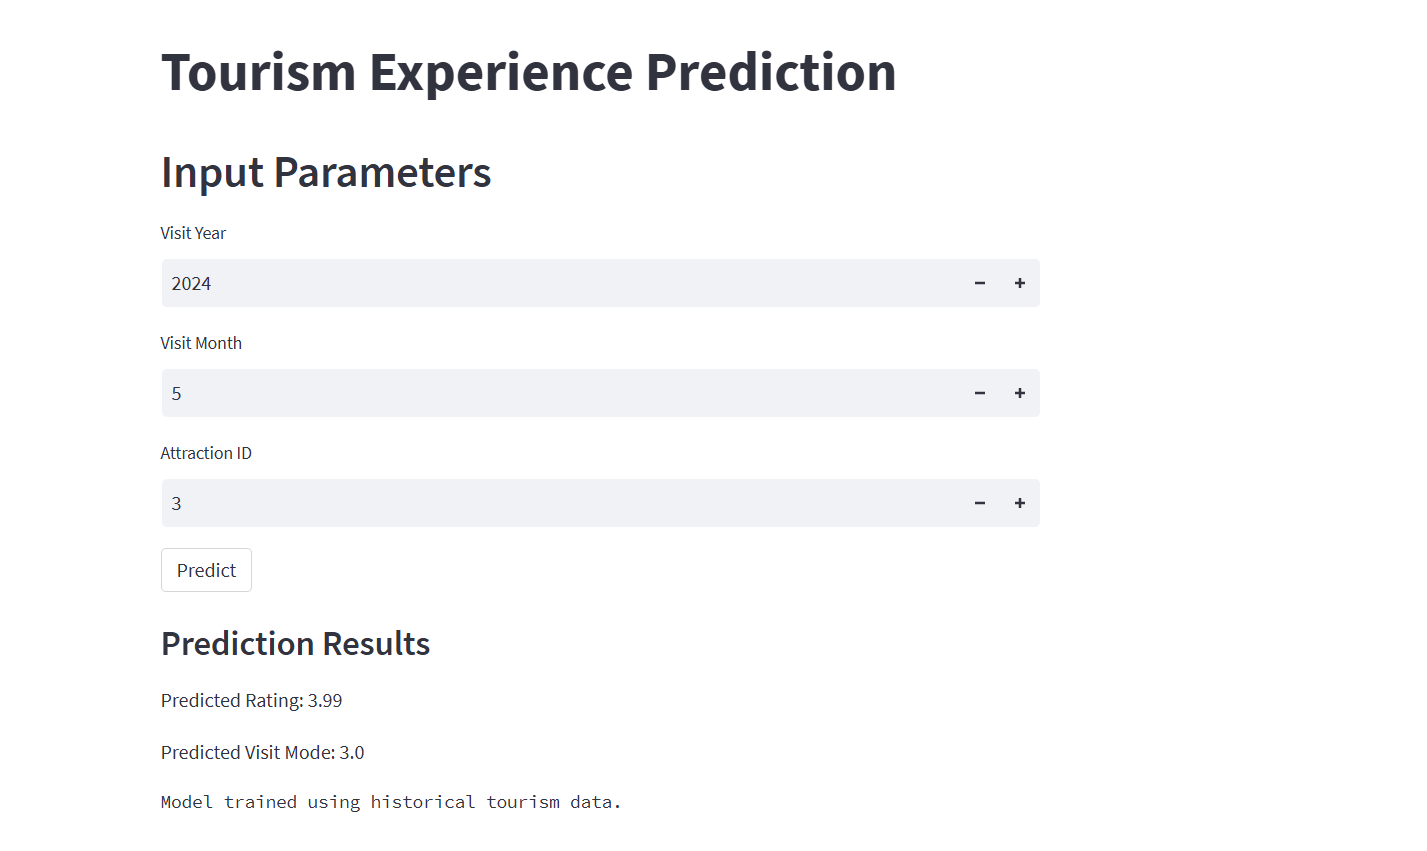 Tourism Experience Prediction
Input Parameters
Visit Year
2024
Visit Month
5
Attraction ID
3
Predict
Prediction Results
Predicted Rating: 3.99
Predicted Visit Mode: 3.0
Model trained using historical tourism data.